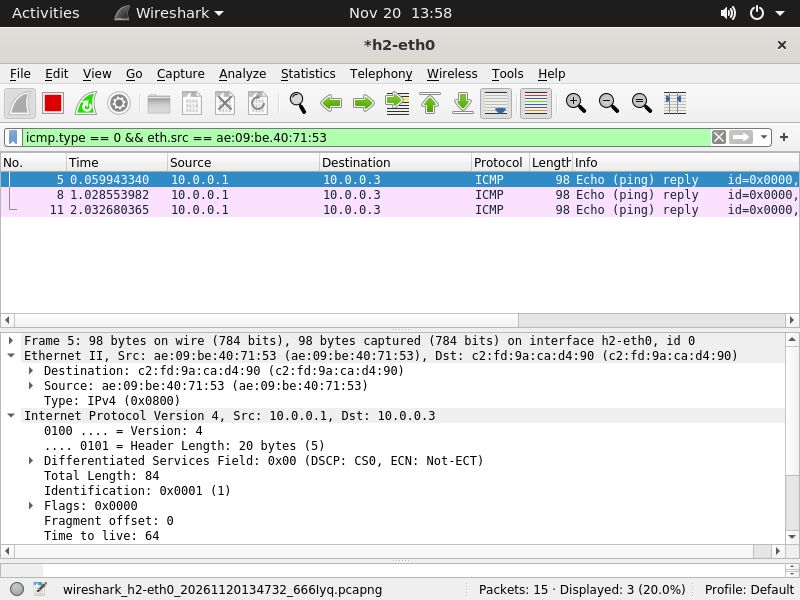 Activities Wireshark Nov 20 13:58
*h2-eth0
File Edit View Go Capture Analyze Statistics Telephony Wireless Tools Help
icmp.type == 0 && eth.src == ae:09:be:40:71:53
No. Time Source Destination Protocol Length Info
5 0.059943340 10.0.0.1 10.0.0.3 ICMP 98 Echo (ping) reply id=0x0000,
8 1.028553982 10.0.0.1 10.0.0.3 ICMP 98 Echo (ping) reply id=0x0000,
11 2.032680365 10.0.0.1 10.0.0.3 ICMP 98 Echo (ping) reply id=0x0000,
Frame 5: 98 bytes on wire (784 bits), 98 bytes captured (784 bits) on interface h2-eth0, id 0
Ethernet II, Src: ae:09:be:40:71:53 (ae:09:be:40:71:53), Dst: c2:fd:9a:ca:d4:90 (c2:fd:9a:ca:d4:90)
Destination: c2:fd:9a:ca:d4:90 (c2:fd:9a:ca:d4:90)
Source: ae:09:be:40:71:53 (ae:09:be:40:71:53)
Type: IPv4 (0x0800)
Internet Protocol Version 4, Src: 10.0.0.1, Dst: 10.0.0.3
0100 .... = Version: 4
.... 0101 = Header Length: 20 bytes (5)
Differentiated Services Field: 0x00 (DSCP: CS0, ECN: Not-ECT)
Total Length: 84
Identification: 0x0001 (1)
Flags: 0x0000
Fragment offset: 0
Time to live: 64
wireshark_h2-eth0_20261120134732_666Iyq.pcapng Packets: 15 · Displayed: 3 (20.0%) Profile: Default